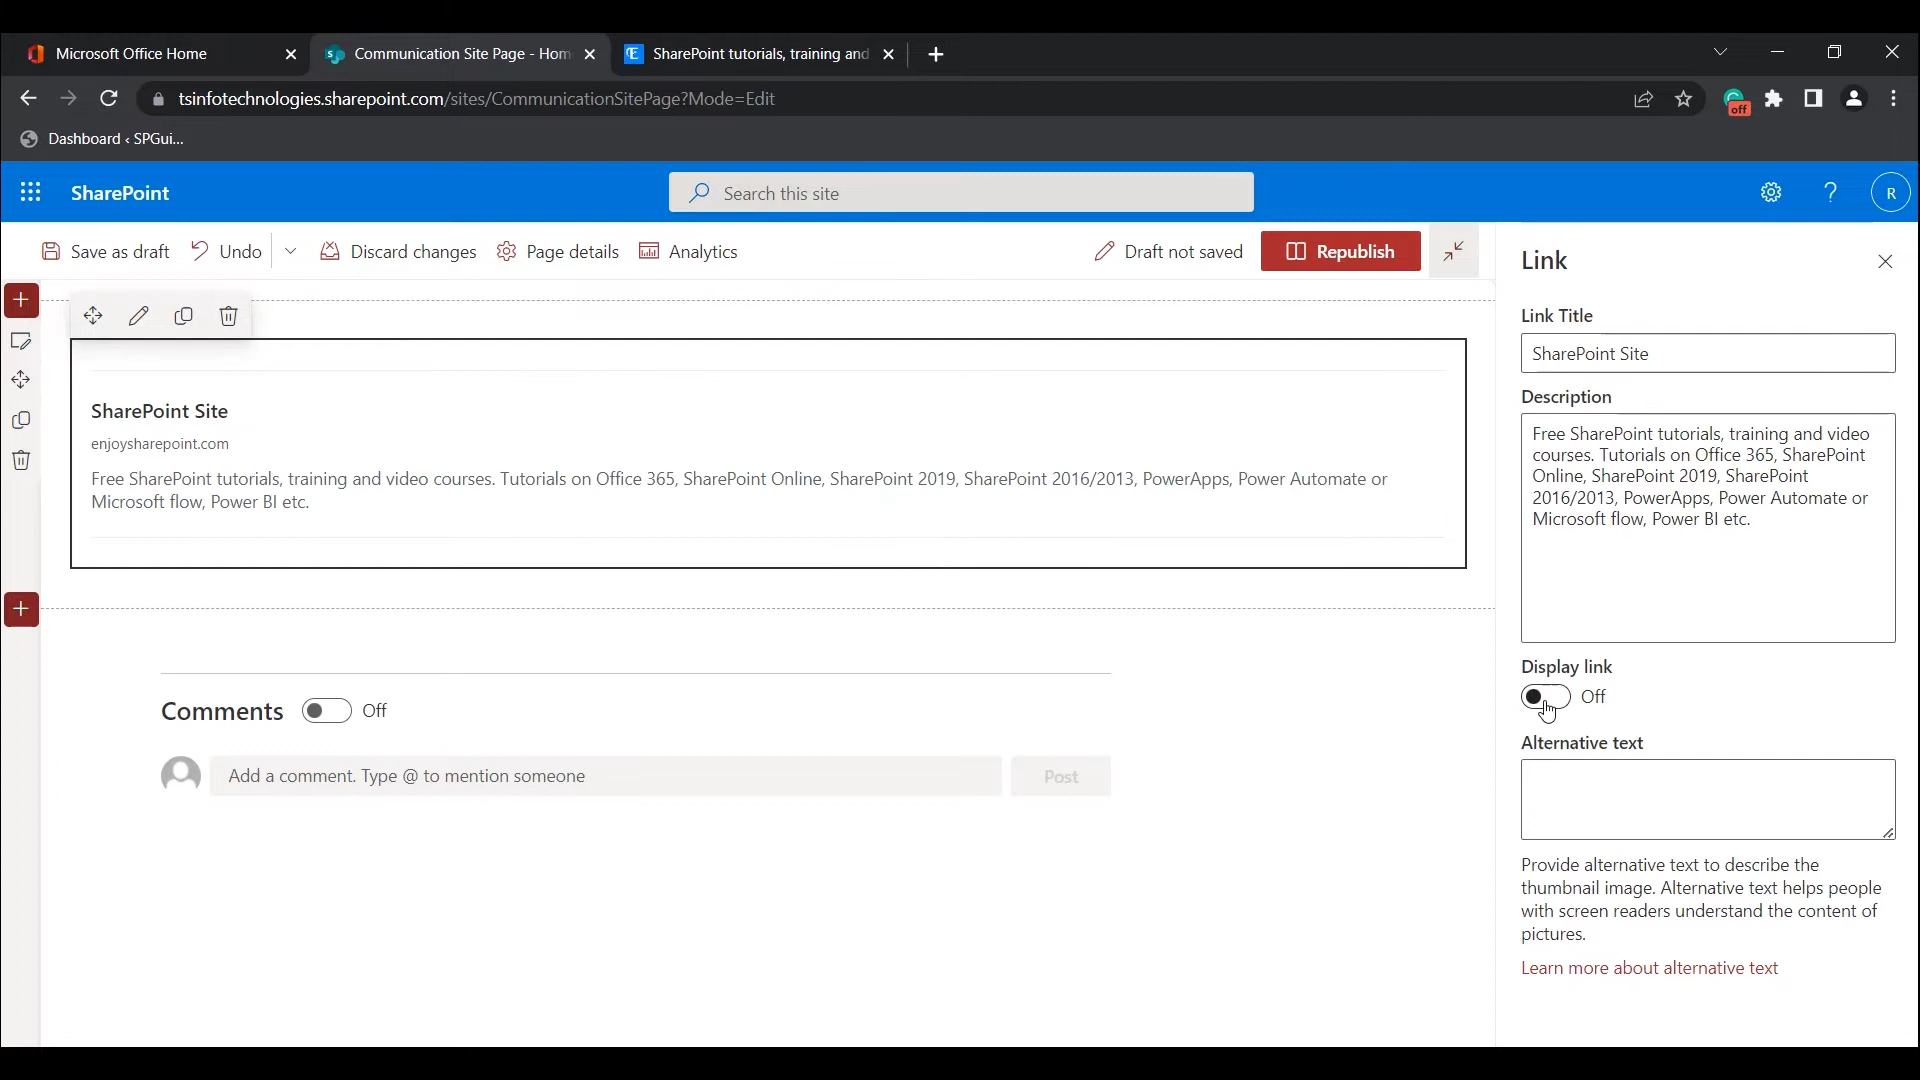 Microsoft Office Home
Communication Site Page - Hom
SharePoint tutorials, training and
tsinfotechnologies.sharepoint.com/sites/CommunicationSitePage?Mode=Edit
off
Dashboard ‹ SPGui...
SharePoint
Search this site
R
Save as draft
Undo
Discard changes
Page details
Analytics
Draft not saved
Republish
SharePoint Site
enjoysharepoint.com
Free SharePoint tutorials, training and video courses. Tutorials on Office 365, SharePoint Online, SharePoint 2019, SharePoint 2016/2013, PowerApps, Power Automate or
Microsoft flow, Power BI etc.
Comments
Off
Add a comment. Type @ to mention someone
Post
Link
Link Title
SharePoint Site
Description
Free SharePoint tutorials, training and video
courses. Tutorials on Office 365, SharePoint
Online, SharePoint 2019, SharePoint
2016/2013, PowerApps, Power Automate or
Microsoft flow, Power BI etc.
Display link
Off
Alternative text
Provide alternative text to describe the
thumbnail image. Alternative text helps people
with screen readers understand the content of
pictures.
Learn more about alternative text